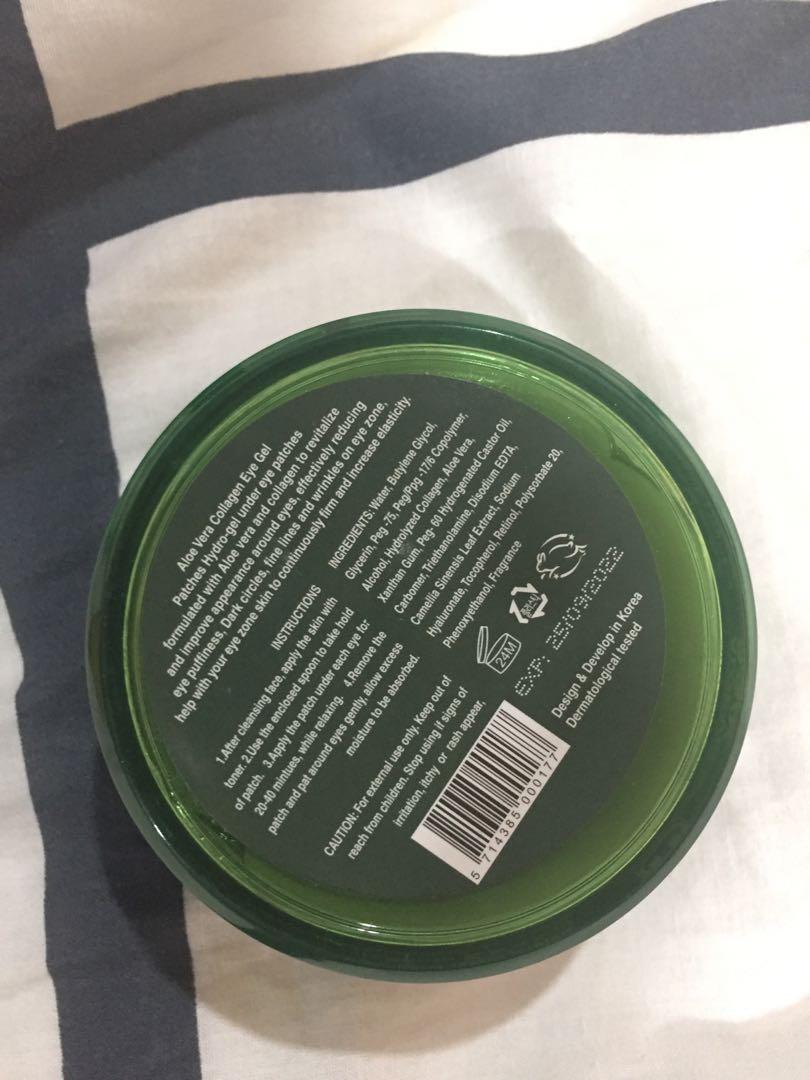 Aloe Vera Collagen Eye Gel
Patches Hydro-gel under eye patches
formulated with Aloe vera and collagen to revitalize
and improve appearance around eyes, effectively reducing
eye puffiness, Dark circles, fine lines and wrinkles on eye zone,
help with your eye zone skin to continuously firm and increase elasticity.
INSTRUCTIONS
1.After cleansing face, apply the skin with
toner. 2.Use the enclosed spoon to take hold
of patch. 3.Apply the patch under each eye for
20-40 mintues, while relaxing. 4.Remove the
patch and pat around eyes gently, allow excess
moisture to be absorbed.
CAUTION: For external use only, Keep out of
reach from children. Stop using if signs of
irritation, itchy or rash appear,
INGREDIENTS: Water, Butylene Glycol,
Glycerin, Peg -75, Peg/Ppg -17/6 Copolymer,
Alcohol, Hydrolyzed Collagen, Aloe Vera,
Xanthan Gum, Peg- 60 Hydrogenated Castor Oil,
Carbomer, Triethanolamine, Disodium EDTA,
Camellia Sinensis Leaf Extract, Sodium
Hyaluronate, Tocopherol, Retinol, Polysorbate 20,
Phenoxyethanol, Fragrance
24M
EXP: 25/09/2022
Design & Develop in Korea
Dermatological tested
5 714385 000177